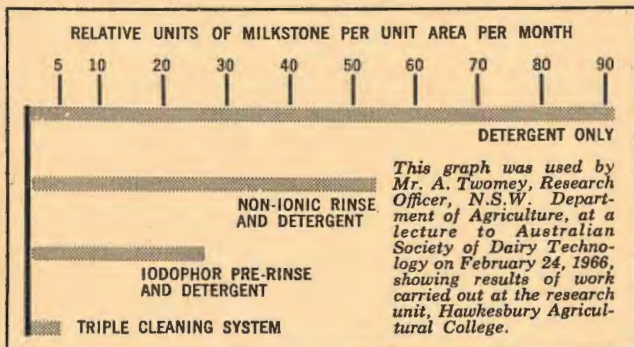 RELATIVE UNITS OF MILKSTONE PER UNIT AREA PER MONTH
5 10 20 30 40 50 60 70 80 90
DETERGENT ONLY
NON-IONIC RINSE
AND DETERGENT
IODOPHOR PRE-RINSE
AND DETERGENT
TRIPLE CLEANING SYSTEM
This graph was used by
Mr. A. Twomey, Research
Officer, N.S.W. Depart-
ment of Agriculture, at a
lecture to Australian
Society of Dairy Techno-
logy on February 24, 1966,
showing results of work
carried out at the research
unit, Hawkesbury Agricul-
tural College.